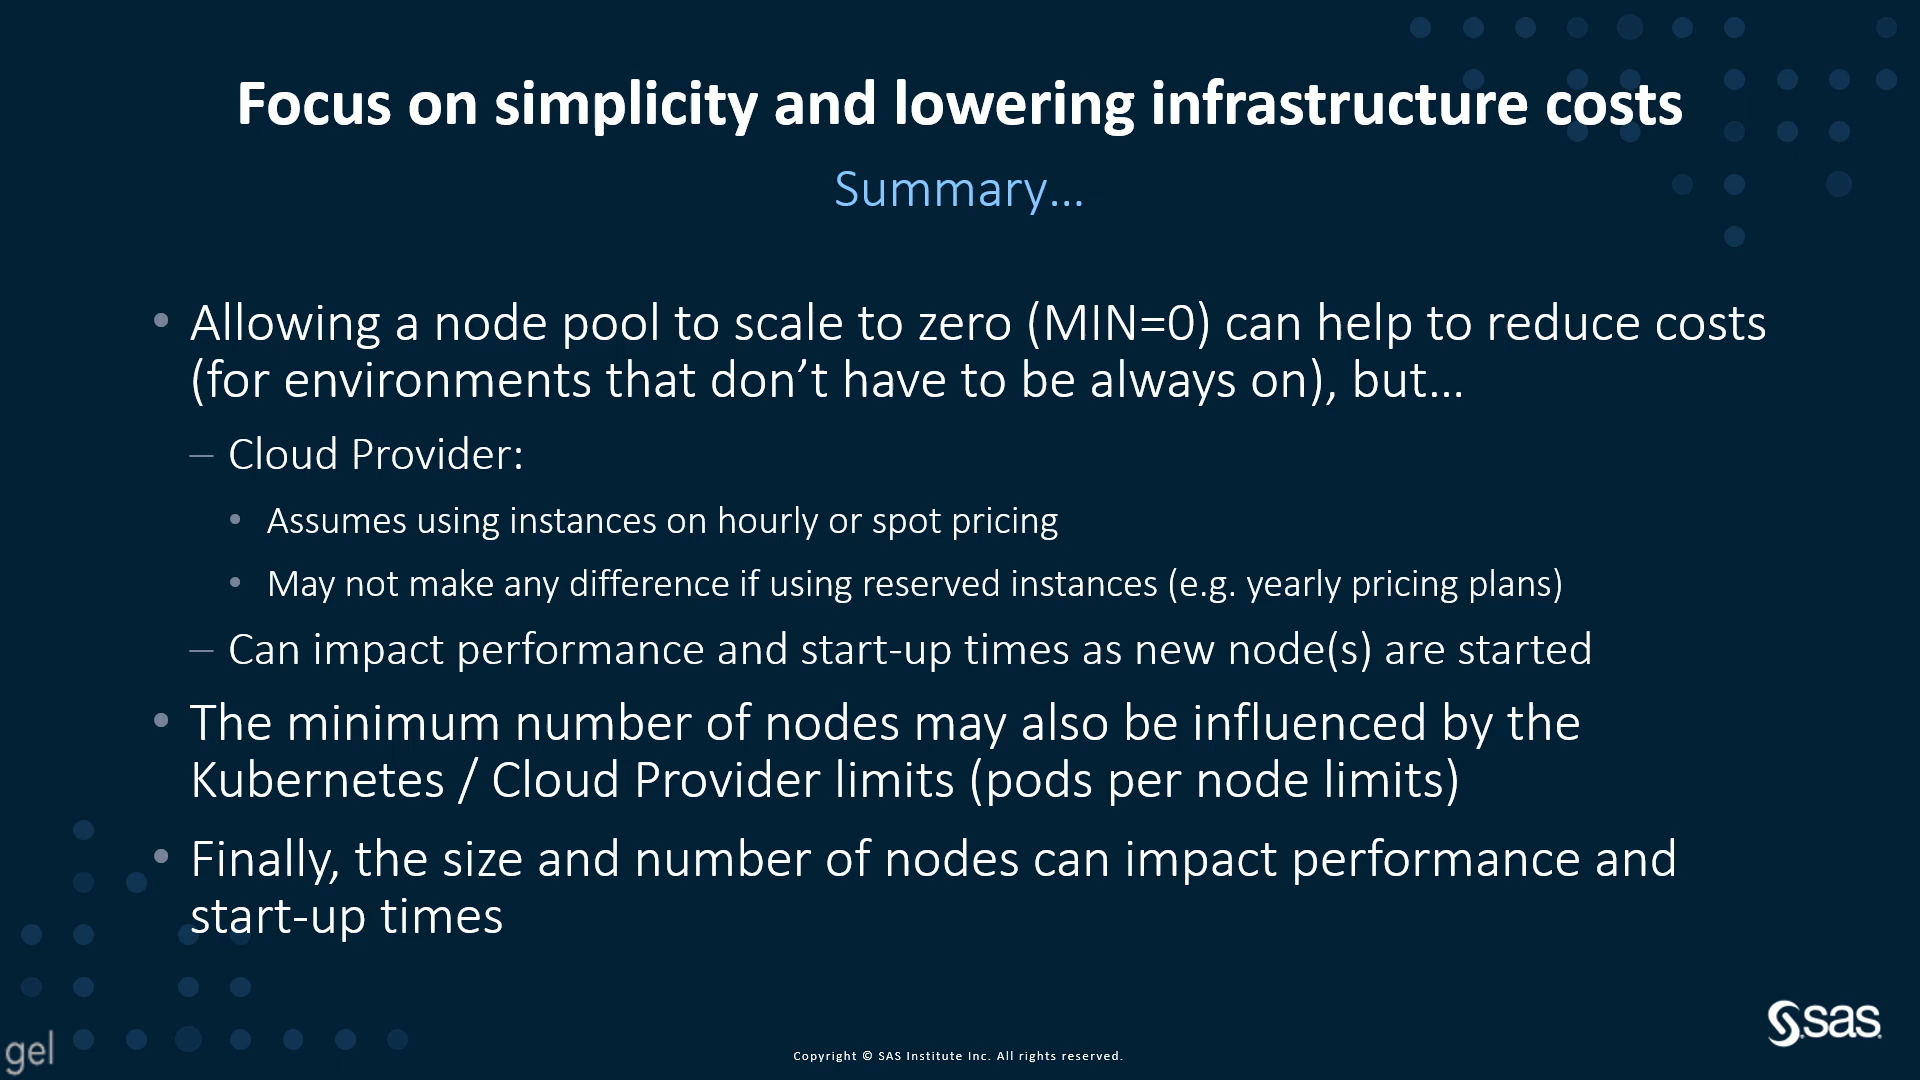 Focus on simplicity and lowering infrastructure costs
Summary...
• Allowing a node pool to scale to zero (MIN=0) can help to reduce costs
(for environments that don’t have to be always on), but...
– Cloud Provider:
• Assumes using instances on hourly or spot pricing
• May not make any difference if using reserved instances (e.g. yearly pricing plans)
– Can impact performance and start-up times as new node(s) are started
• The minimum number of nodes may also be influenced by the
Kubernetes / Cloud Provider limits (pods per node limits)
• Finally, the size and number of nodes can impact performance and
start-up times
sas
gel
Copyright © SAS Institute Inc. All rights reserved.